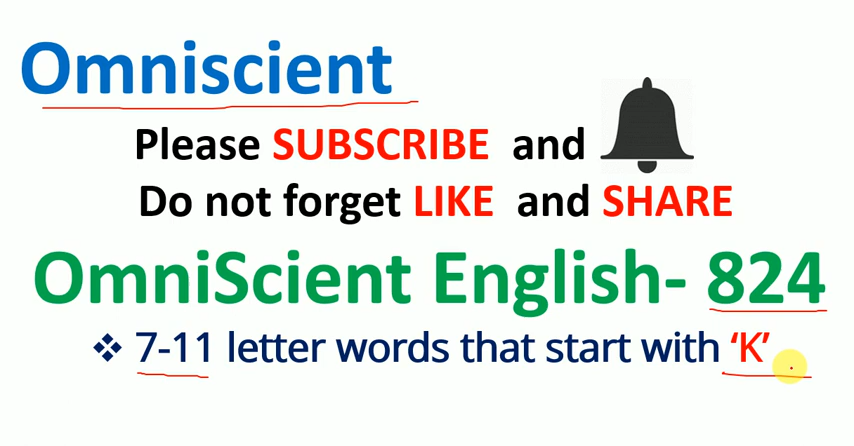 Omniscient
Please SUBSCRIBE and
Do not forget LIKE and SHARE
OmniScient English- 824
❖ 7-11 letter words that start with ‘K’